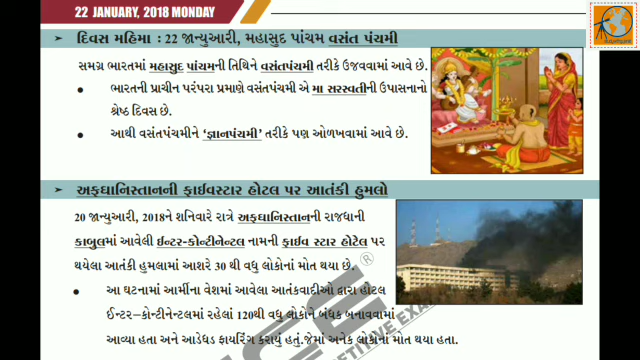 22 JANUARY, 2018 MONDAY
➢ દિવસ મહિમા : 22 જાન્યુઆરી, મહાસુદ પાંચમ વસંત પંચમી
સમગ્ર ભારતમાં મહાસુદ પાંચમની તિથિને વસંતપંચમી તરીકે ઉજવવામાં આવે છે.
● ભારતની પ્રાચીન પરંપરા પ્રમાણે વસંતપંચમી એ મા સરસ્વતીની ઉપાસનાનો
શ્રેષ્ઠ દિવસ છે.
● આથી વસંતપંચમીને ‘જ્ઞાનપંચમી’ તરીકે પણ ઓળખવામાં આવે છે.
➢ અફઘાનિસ્તાનની ફાઈવસ્ટાર હોટલ પર આતંકી હુમલો
20 જાન્યુઆરી, 2018ને શનિવારે રાત્રે અફઘાનિસ્તાનની રાજધાની
કાબુલમાં આવેલી ઈન્ટર-કોન્ટીનેન્ટલ નામની ફાઈવ સ્ટાર હોટેલ પર
થયેલા આતંકી હુમલામાં આશરે 30 થી વધુ લોકોનાં મોત થયા છે.
● આ ઘટનામાં આર્મીના વેશમાં આવેલા આતંકવાદીઓ દ્વારા હોટલ
ઈન્ટર–કોન્ટીનેન્ટલમાં રહેલાં 120થી વધુ લોકોને બંધક બનાવવામાં
આવ્યા હતા અને આડેધડ ફાયરિંગ કરાયું હતું.જેમાં અનેક લોકોનાં મોત થયા હતા.